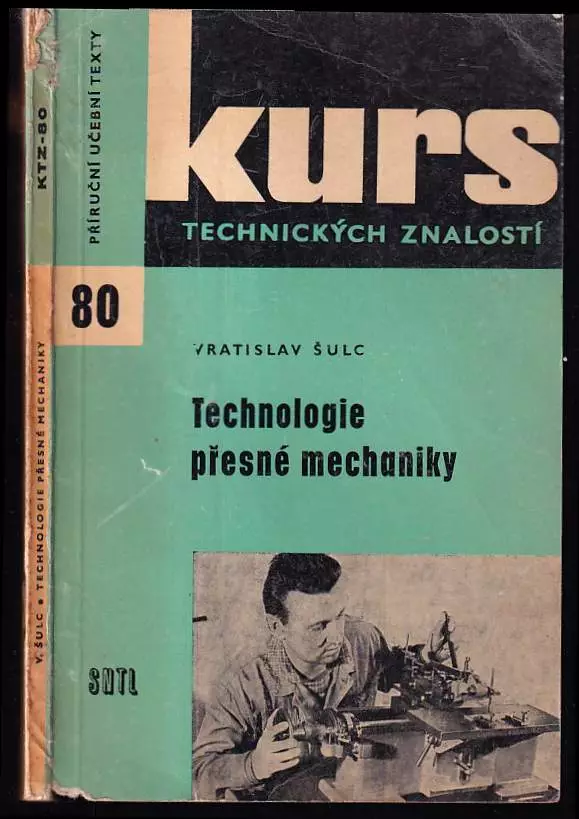 V. ŠULC • TECHNOLOGIE PŘESNÉ MECHANIKY
KTZ-80
PŘÍRUČNÍ UČEBNÍ TEXTY
kurs
TECHNICKÝCH ZNALOSTÍ
80
VRATISLAV ŠULC
Technologie
přesné mechaniky
SNTL